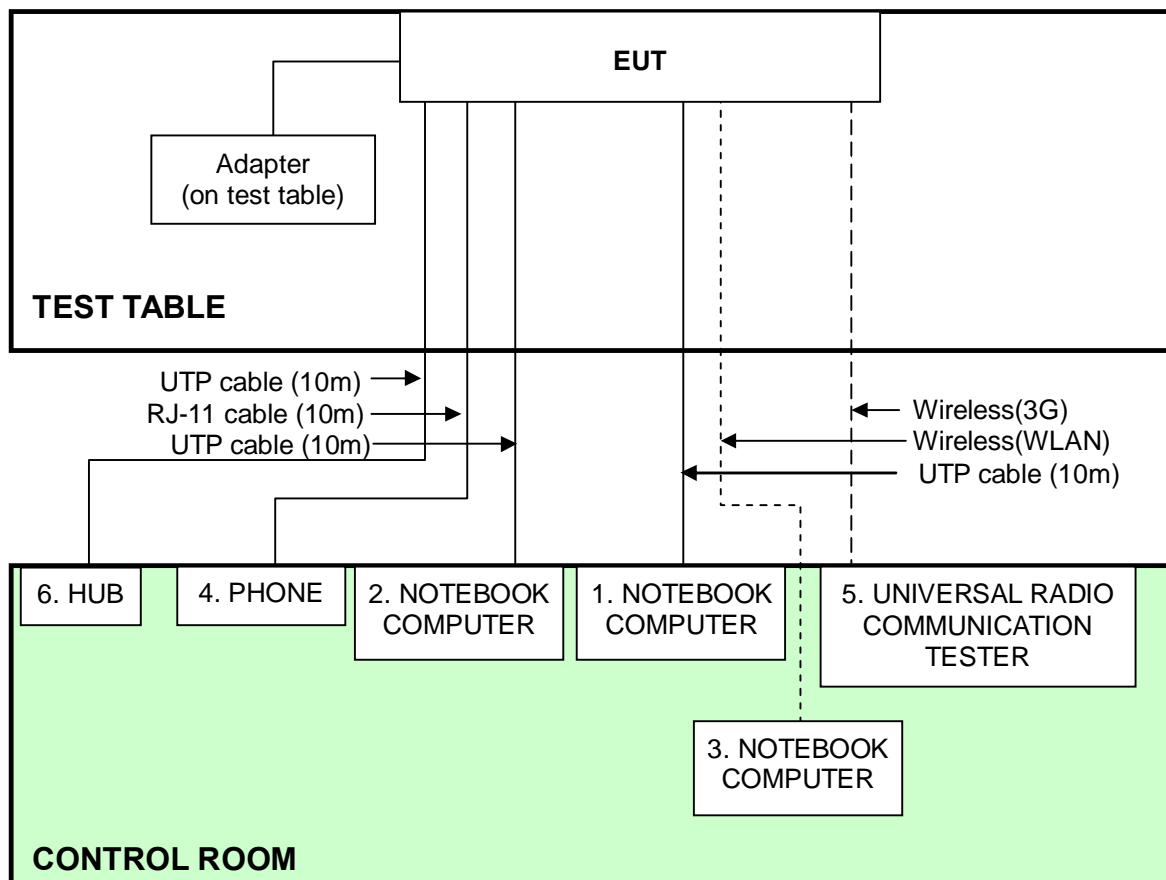 EUT
Adapter
(on test table)
TEST TABLE
UTP cable (10m)
RJ-11 cable (10m)
UTP cable (10m)
Wireless(3G)
Wireless(WLAN)
UTP cable (10m)
6. HUB
4. PHONE
2. NOTEBOOK
COMPUTER
1. NOTEBOOK
COMPUTER
5. UNIVERSAL RADIO
COMMUNICATION
TESTER
3. NOTEBOOK
COMPUTER
CONTROL ROOM